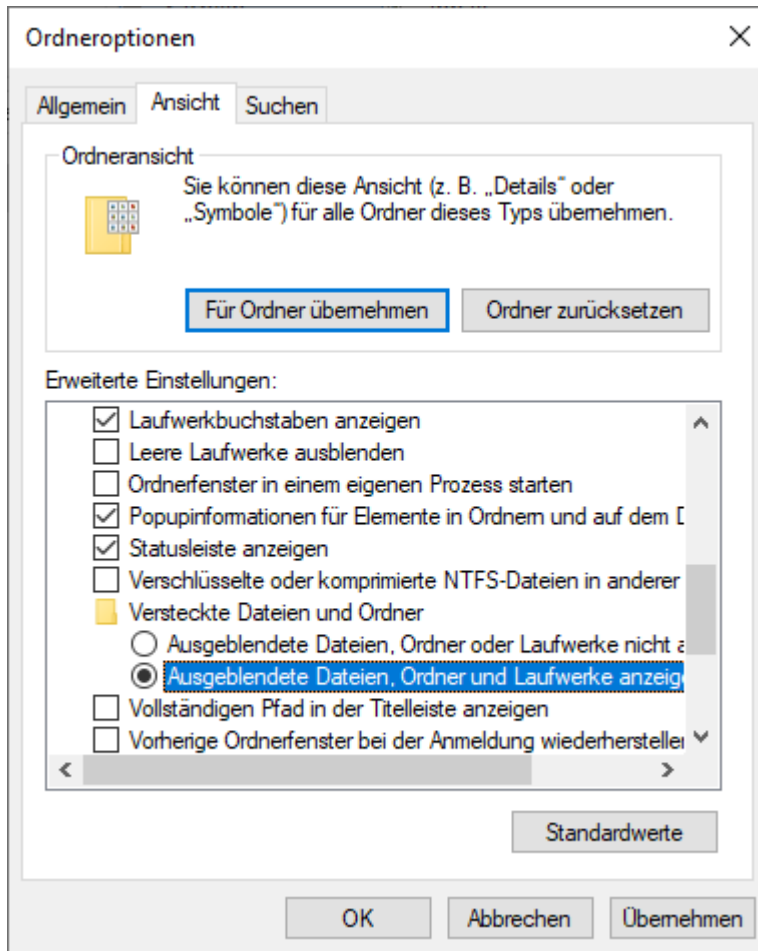 Ordneroptionen
Allgemein
Ansicht
Suchen
Ordneransicht
Sie können diese Ansicht (z. B. „Details" oder
„Symbole") für alle Ordner dieses Typs übernehmen.
Für Ordner übernehmen
Ordner zurücksetzen
Erweiterte Einstellungen:
Laufwerkbuchstaben anzeigen
Leere Laufwerke ausblenden
Ordnerfenster in einem eigenen Prozess starten
Popupinformationen für Elemente in Ordnern und auf dem D
Statusleiste anzeigen
Verschlüsselte oder komprimierte NTFS-Dateien in anderer
Versteckte Dateien und Ordner
Ausgeblendete Dateien, Ordner oder Laufwerke nicht a
Ausgeblendete Dateien, Ordner und Laufwerke anzeig
Vollständigen Pfad in der Titelleiste anzeigen
Vorherige Ordnerfenster bei der Anmeldung wiederhersteller
Standardwerte
OK
Abbrechen
Übernehmen